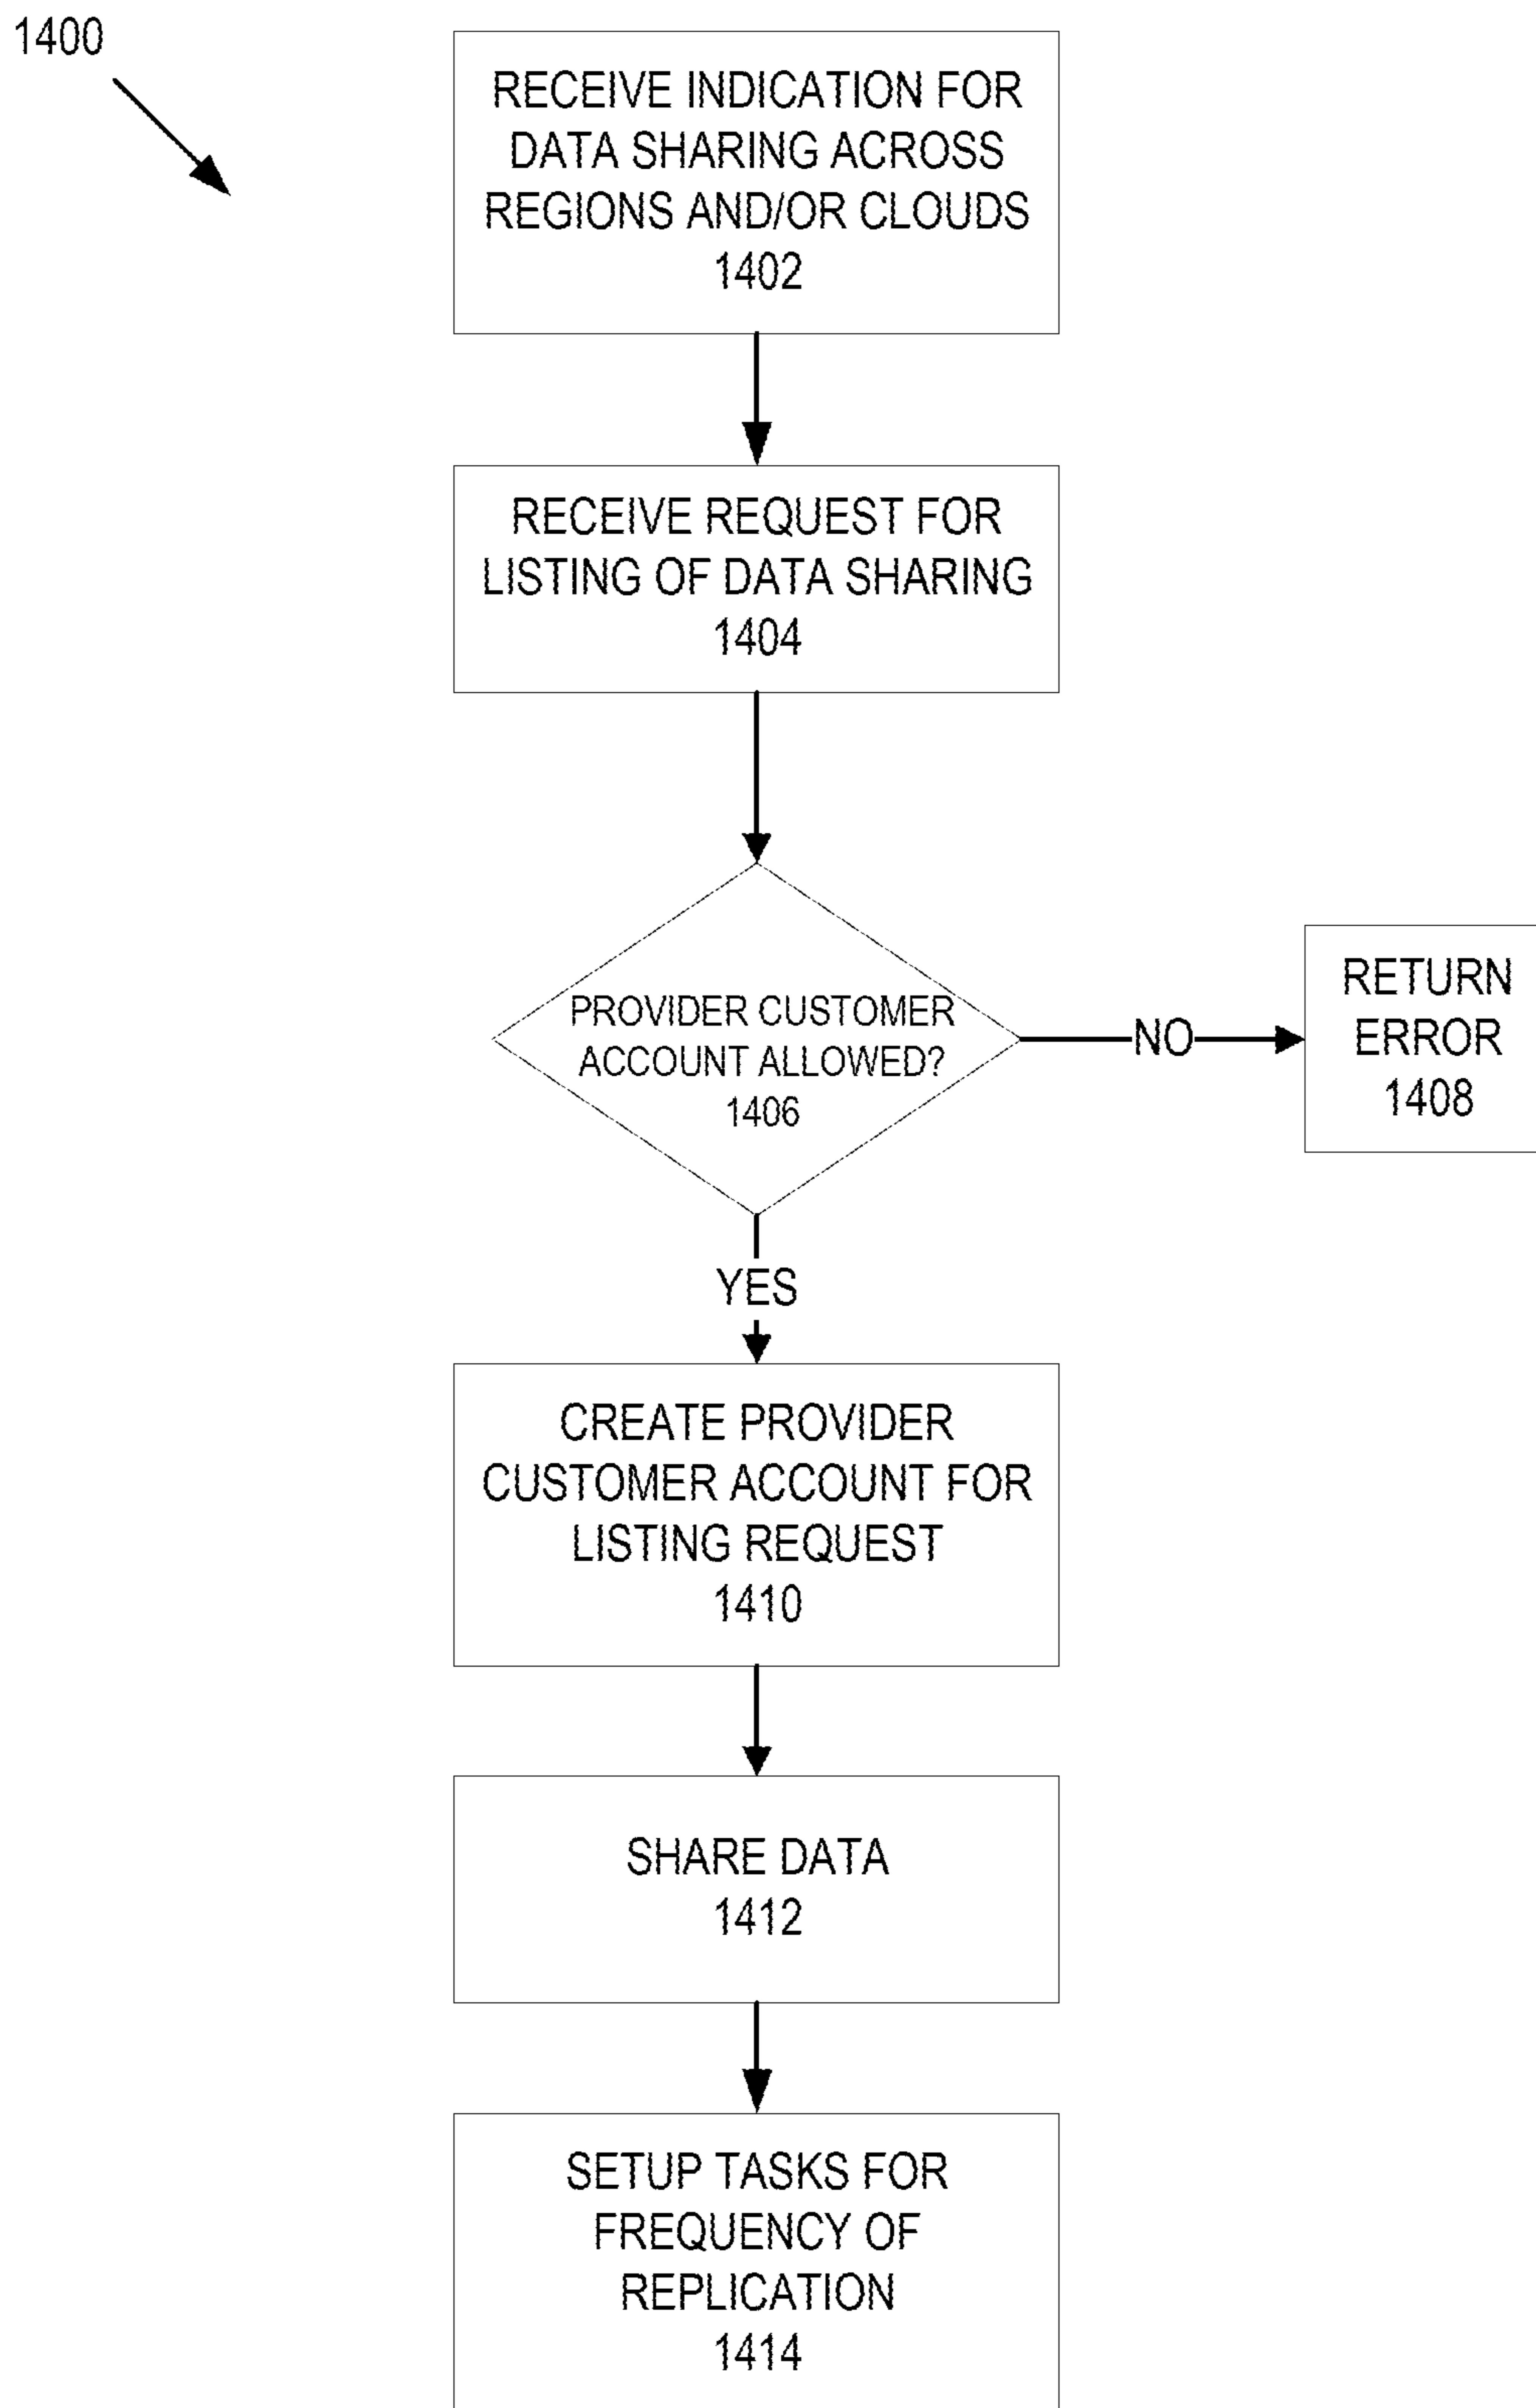 1400
RECEIVE INDICATION FOR
DATA SHARING ACROSS
REGIONS AND/OR CLOUDS
1402
RECEIVE REQUEST FOR
LISTING OF DATA SHARING
1404
PROVIDER CUSTOMER
ACCOUNT ALLOWED?
1406
NO
RETURN
ERROR
1408
YES
CREATE PROVIDER
CUSTOMER ACCOUNT FOR
LISTING REQUEST
1410
SHARE DATA
1412
SETUP TASKS FOR
FREQUENCY OF
REPLICATION
1414